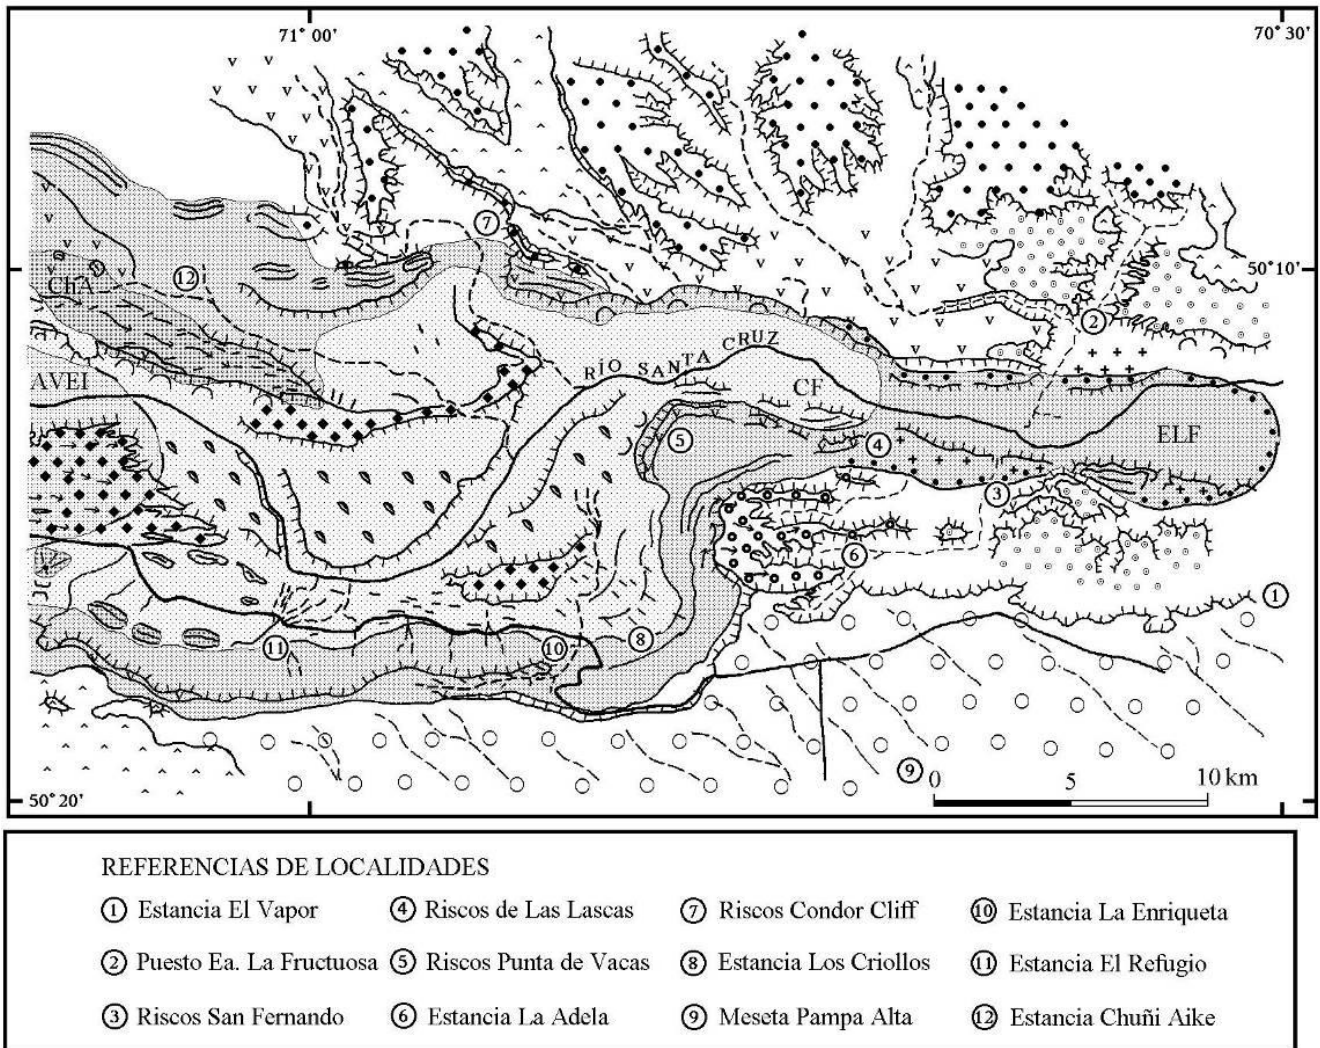 71° 00'
70° 30'
7
12
ChA
50° 10'
2
AVEI
RÍO SANTA CRUZ
CF
5
4
ELF
3
6
1
11
10
8
9
0 5 10 km
50° 20'
REFERENCIAS DE LOCALIDADES
1 Estancia El Vapor
4 Riscos de Las Lascas
7 Riscos Condor Cliff
10 Estancia La Enriqueta
2 Puesto Ea. La Fructuosa
5 Riscos Punta de Vacas
8 Estancia Los Criollos
11 Estancia El Refugio
3 Riscos San Fernando
6 Estancia La Adela
9 Meseta Pampa Alta
12 Estancia Chuñi Aike